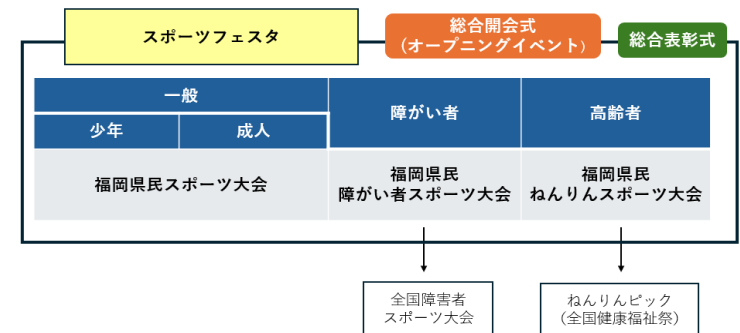 スポーツフェスタ
総合開会式
（オープニングイベント）
総合表彰式
一般
障がい者
高齢者
少年
成人
福岡県民スポーツ大会
福岡県民
障がい者スポーツ大会
福岡県民
ねんりんスポーツ大会
全国障害者
スポーツ大会
ねんりんピック
（全国健康福祉祭）